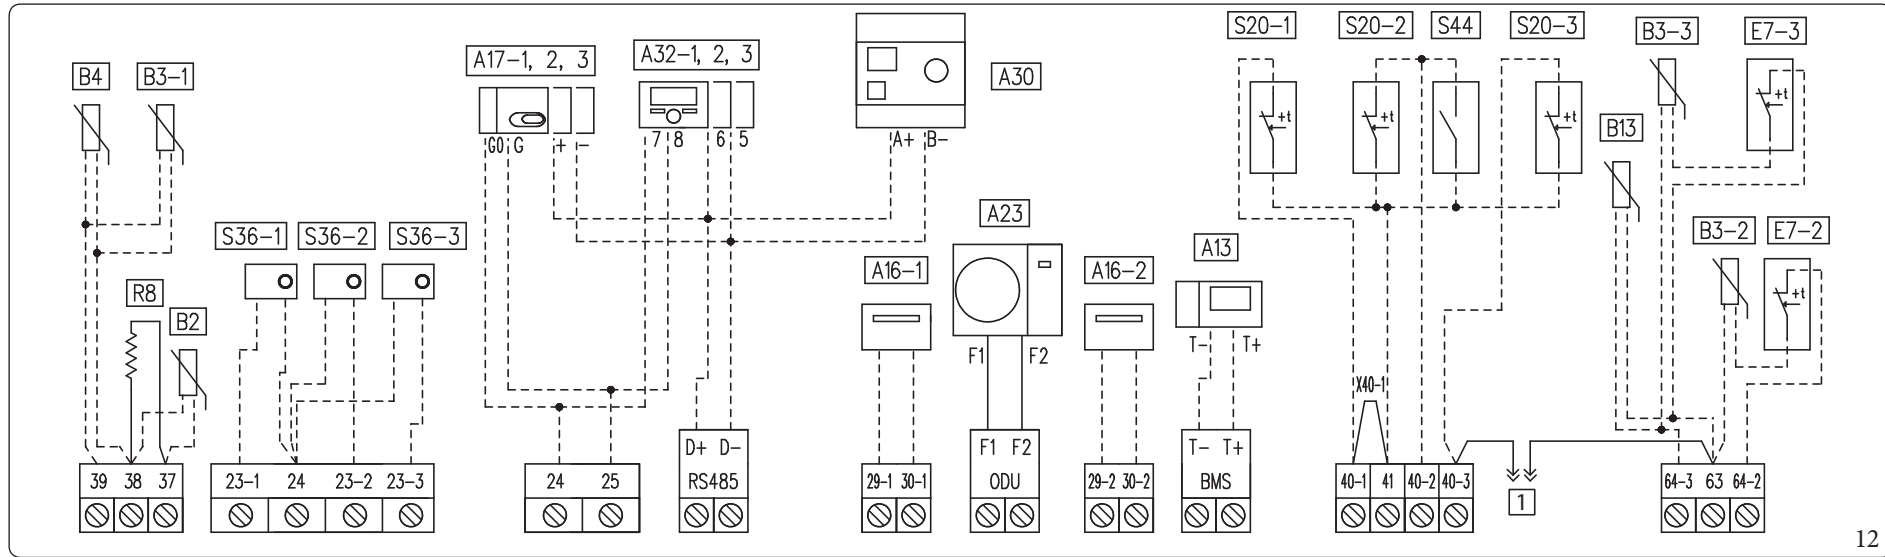 B4
B3-1
A17-1, 2, 3
A32-1, 2, 3
A30
S20-1
S20-2
S44
S20-3
B3-3
E7-3
G0 G + -
7 8 6 5
A+ B-
+t
+t
+t
+t
B13
S36-1
S36-2
S36-3
A16-1
A23
A16-2
A13
B3-2
E7-2
+t
R8
B2
F1 F2
T- T+
X40-1
D+ D-
RS485
F1 F2
ODU
T- T+
BMS
39 38 37
23-1 24 23-2 23-3
24 25
29-1 30-1
29-2 30-2
40-1 41 40-2 40-3
1
64-3 63 64-2
12